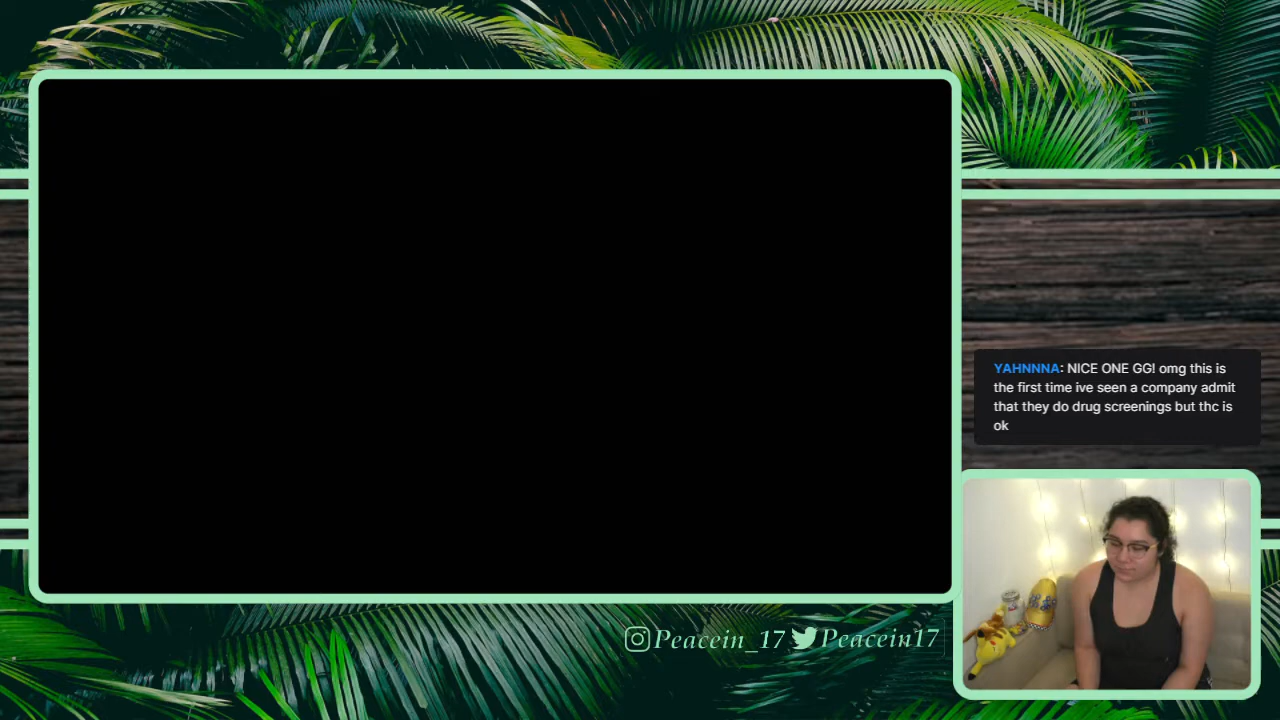 YAHNNNA: NICE ONE GG! omg this is
the first time ive seen a company admit
that they do drug screenings but thc is
ok
Peacein_17 Peacein17